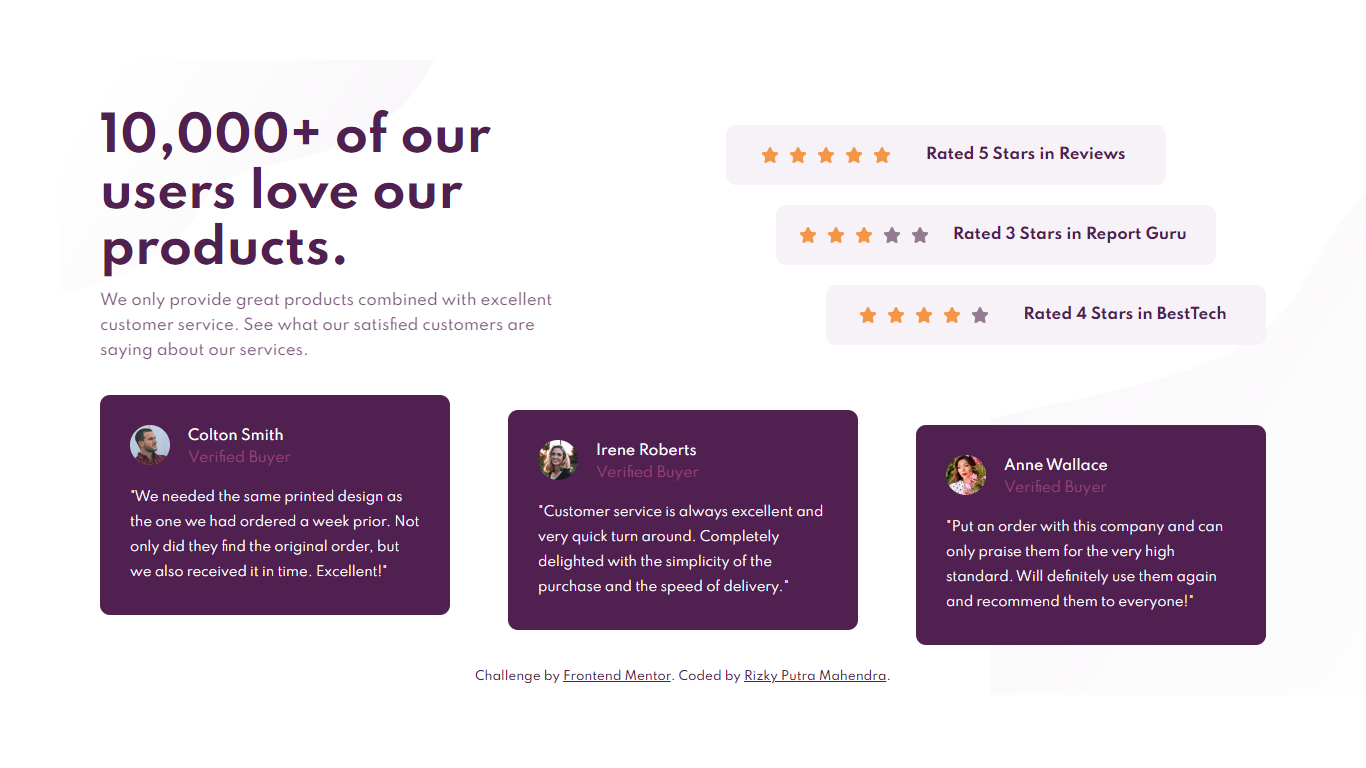 10,000+ of our
users love our
products.
We only provide great products combined with excellent
customer service. See what our satisfied customers are
saying about our services.
Rated 5 Stars in Reviews
Rated 3 Stars in Report Guru
Rated 4 Stars in BestTech
Colton Smith
Verified Buyer
"We needed the same printed design as
the one we had ordered a week prior. Not
only did they find the original order, but
we also received it in time. Excellent!"
Irene Roberts
Verified Buyer
"Customer service is always excellent and
very quick turn around. Completely
delighted with the simplicity of the
purchase and the speed of delivery."
Anne Wallace
Verified Buyer
"Put an order with this company and can
only praise them for the very high
standard. Will definitely use them again
and recommend them to everyone!"
Challenge by Frontend Mentor. Coded by Rizky Putra Mahendra.